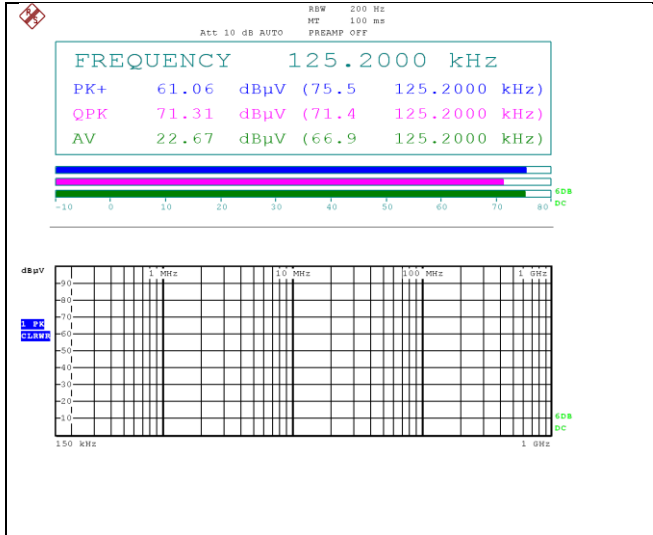 R S
RBW 200 Hz
MT 100 ms
Att 10 dB AUTO PREAMP OFF
FREQUENCY 125.2000 kHz
PK+ 61.06 dBµV (75.5 125.2000 kHz)
QPK 71.31 dBµV (71.4 125.2000 kHz)
AV 22.67 dBµV (66.9 125.2000 kHz)
6DB
-10 0 10 20 30 40 50 60 70 80 DC
dBµV
1 MHz 10 MHz 100 MHz 1 GHz
90
80
70
1 PK
CLRWR 60
50
40
30
20
10 6DB
DC
150 kHz 1 GHz